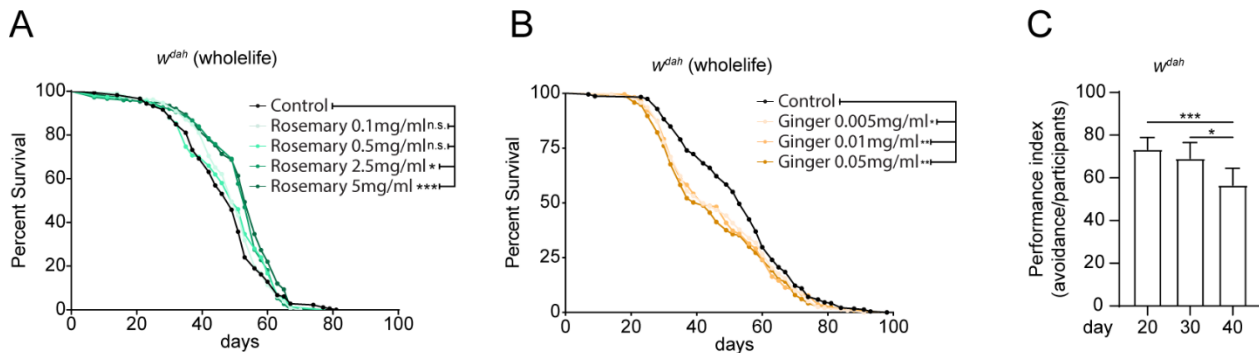 A
w^dah (wholelife)
Percent Survival
100
80
60
40
20
0
Control
Rosemary 0.1mg/ml n.s.
Rosemary 0.5mg/ml n.s.
Rosemary 2.5mg/ml *
Rosemary 5mg/ml ***
0 20 40 60 80 100
days
B
w^dah (wholelife)
Percent Survival
100
75
50
25
0
Control
Ginger 0.005mg/ml *
Ginger 0.01mg/ml **
Ginger 0.05mg/ml **
0 20 40 60 80 100
days
C
w^dah
Performance index
(avoidance/participants)
100
80
60
40
20
0
***
*
day 20 30 40